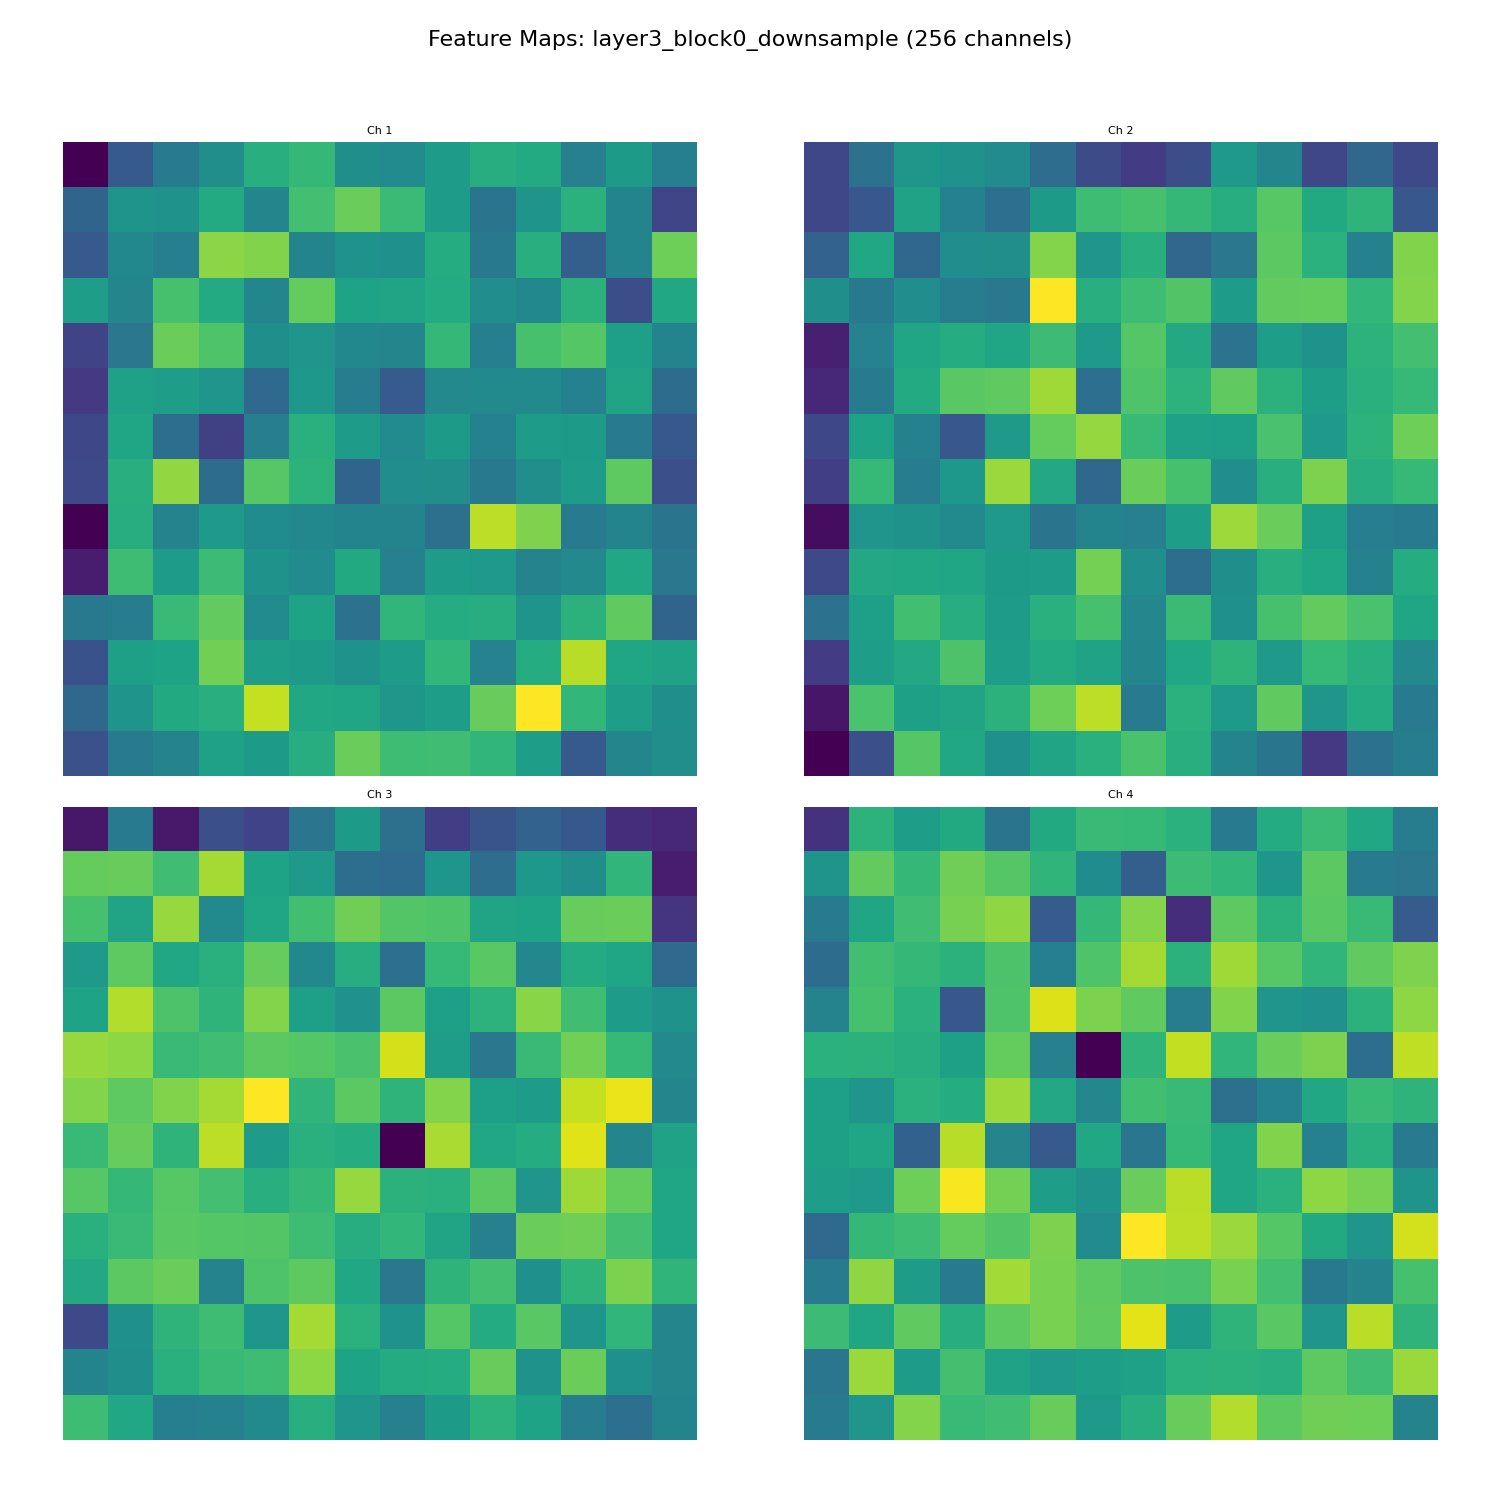 Feature Maps: layer3_block0_downsample (256 channels)
Ch 1
Ch 2
Ch 3
Ch 4